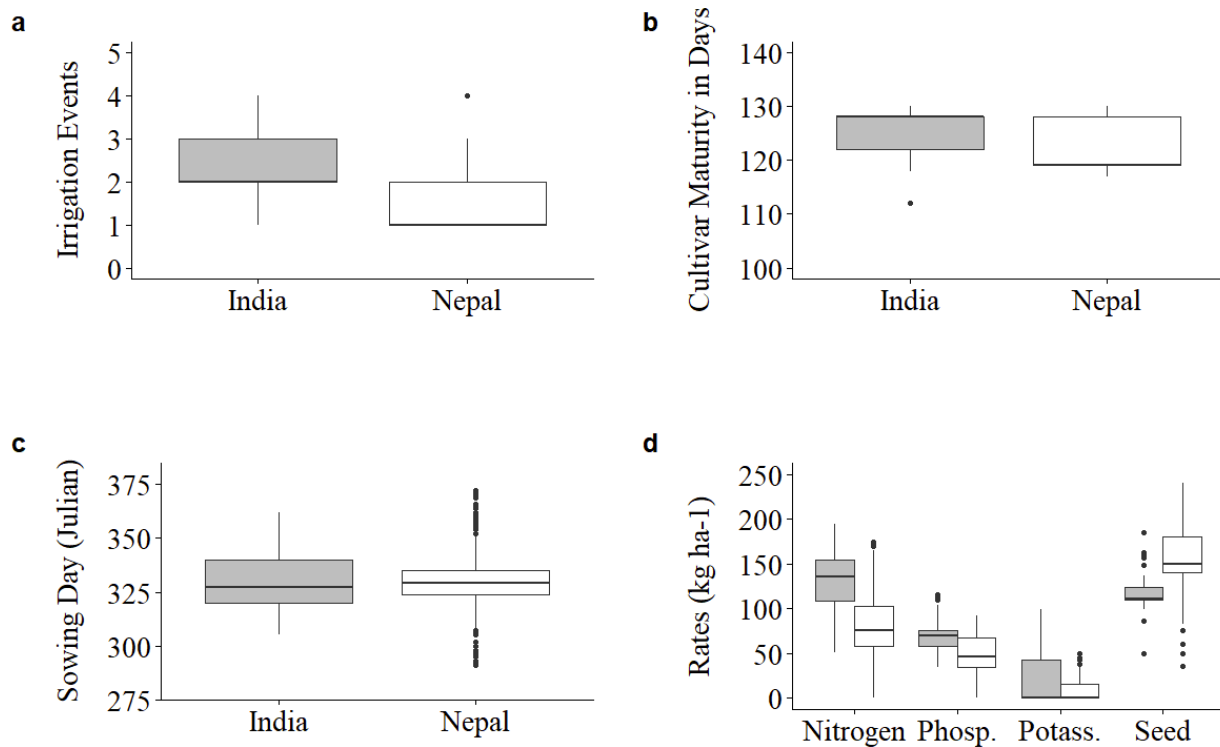 a
Irrigation Events
5
4
3
2
1
0
India Nepal
b
Cultivar Maturity in Days
140
130
120
110
100
India Nepal
c
Sowing Day (Julian)
375
350
325
300
275
India Nepal
d
Rates (kg ha-1)
250
200
150
100
50
0
Nitrogen Phosp. Potass. Seed